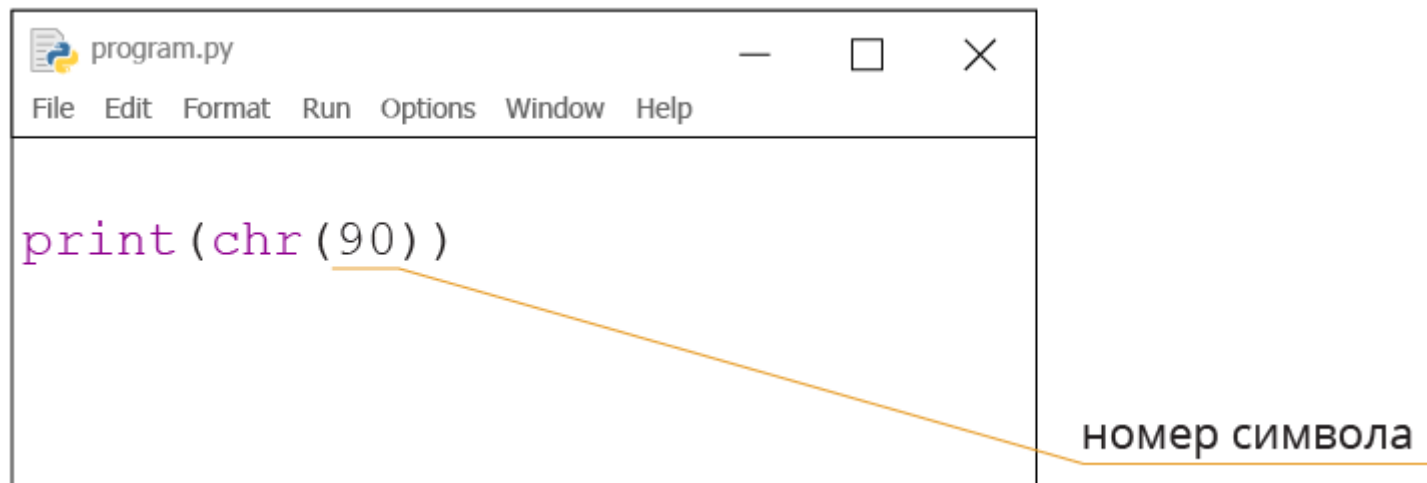 program.py
File Edit Format Run Options Window Help
print(chr(90))
номер символа